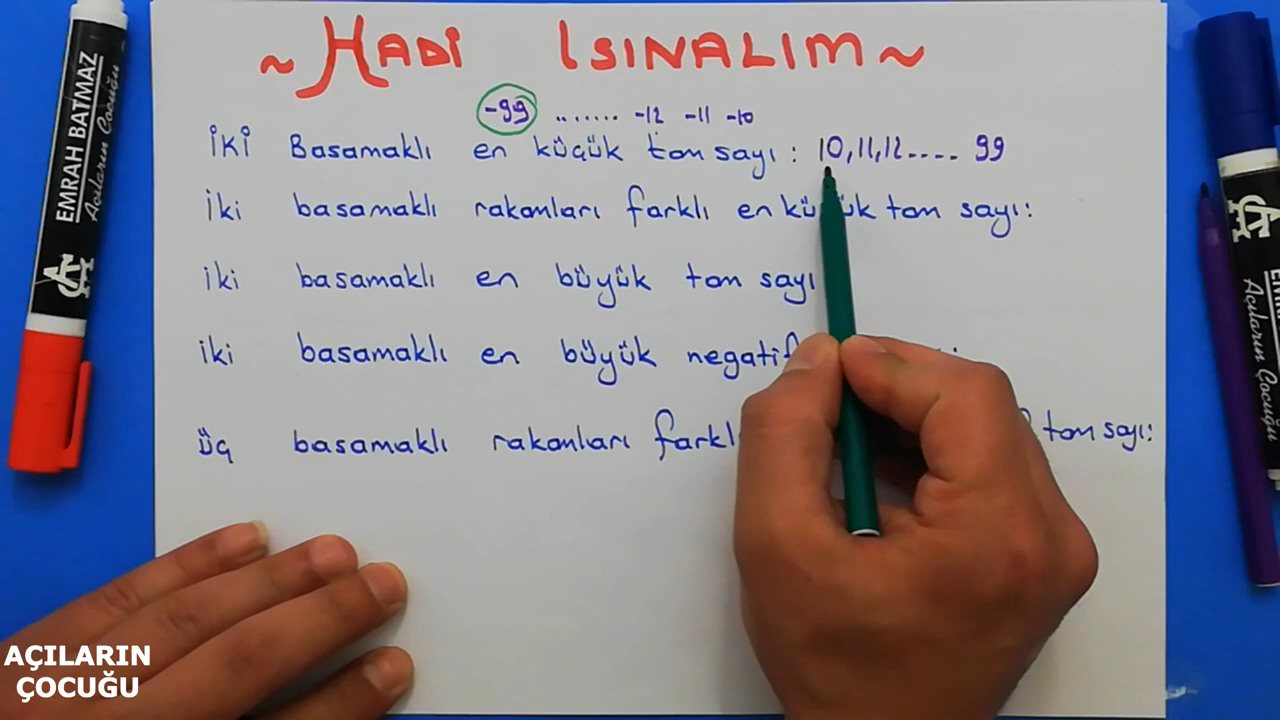 ~ HADİ ISINALIM ~
-99 ....... -12 -11 -10
İKİ Basamaklı en küçük tam sayı : 10, 11, 12 .... 99
İki basamaklı rakamları farklı en küçük tam sayı:
İki basamaklı en büyük tam sayı
iki basamaklı en büyük negatif
üç basamaklı rakamları farklı tam sayı:
EMRAH BATMAZ
Açıların Çocuğu
Açıların Çocuğu
AÇILARIN
ÇOCUĞU